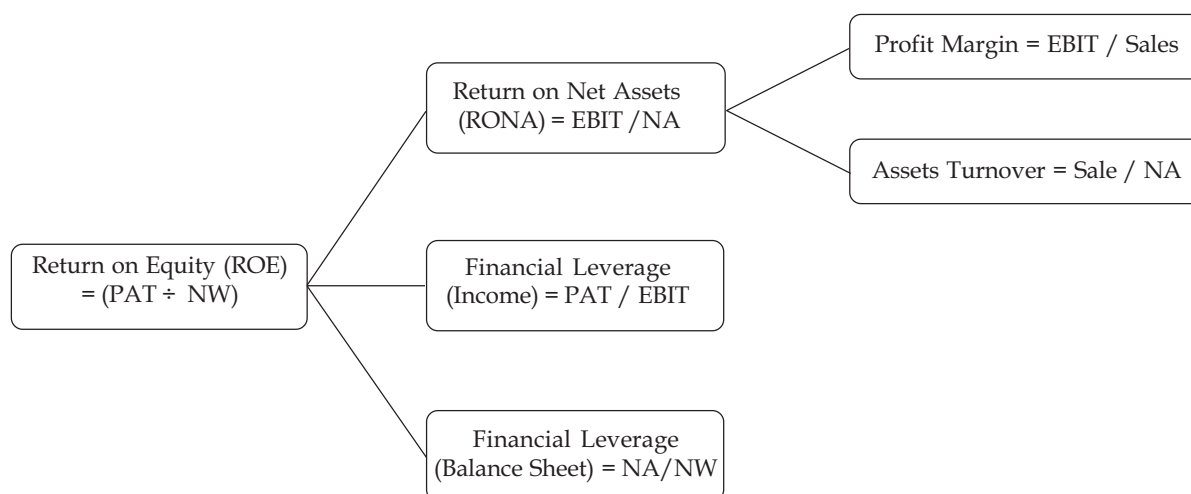 Return on Equity (ROE)
= (PAT ÷ NW)
Return on Net Assets
(RONA) = EBIT /NA
Profit Margin = EBIT / Sales
Assets Turnover = Sale / NA
Financial Leverage
(Income) = PAT / EBIT
Financial Leverage
(Balance Sheet) = NA/NW